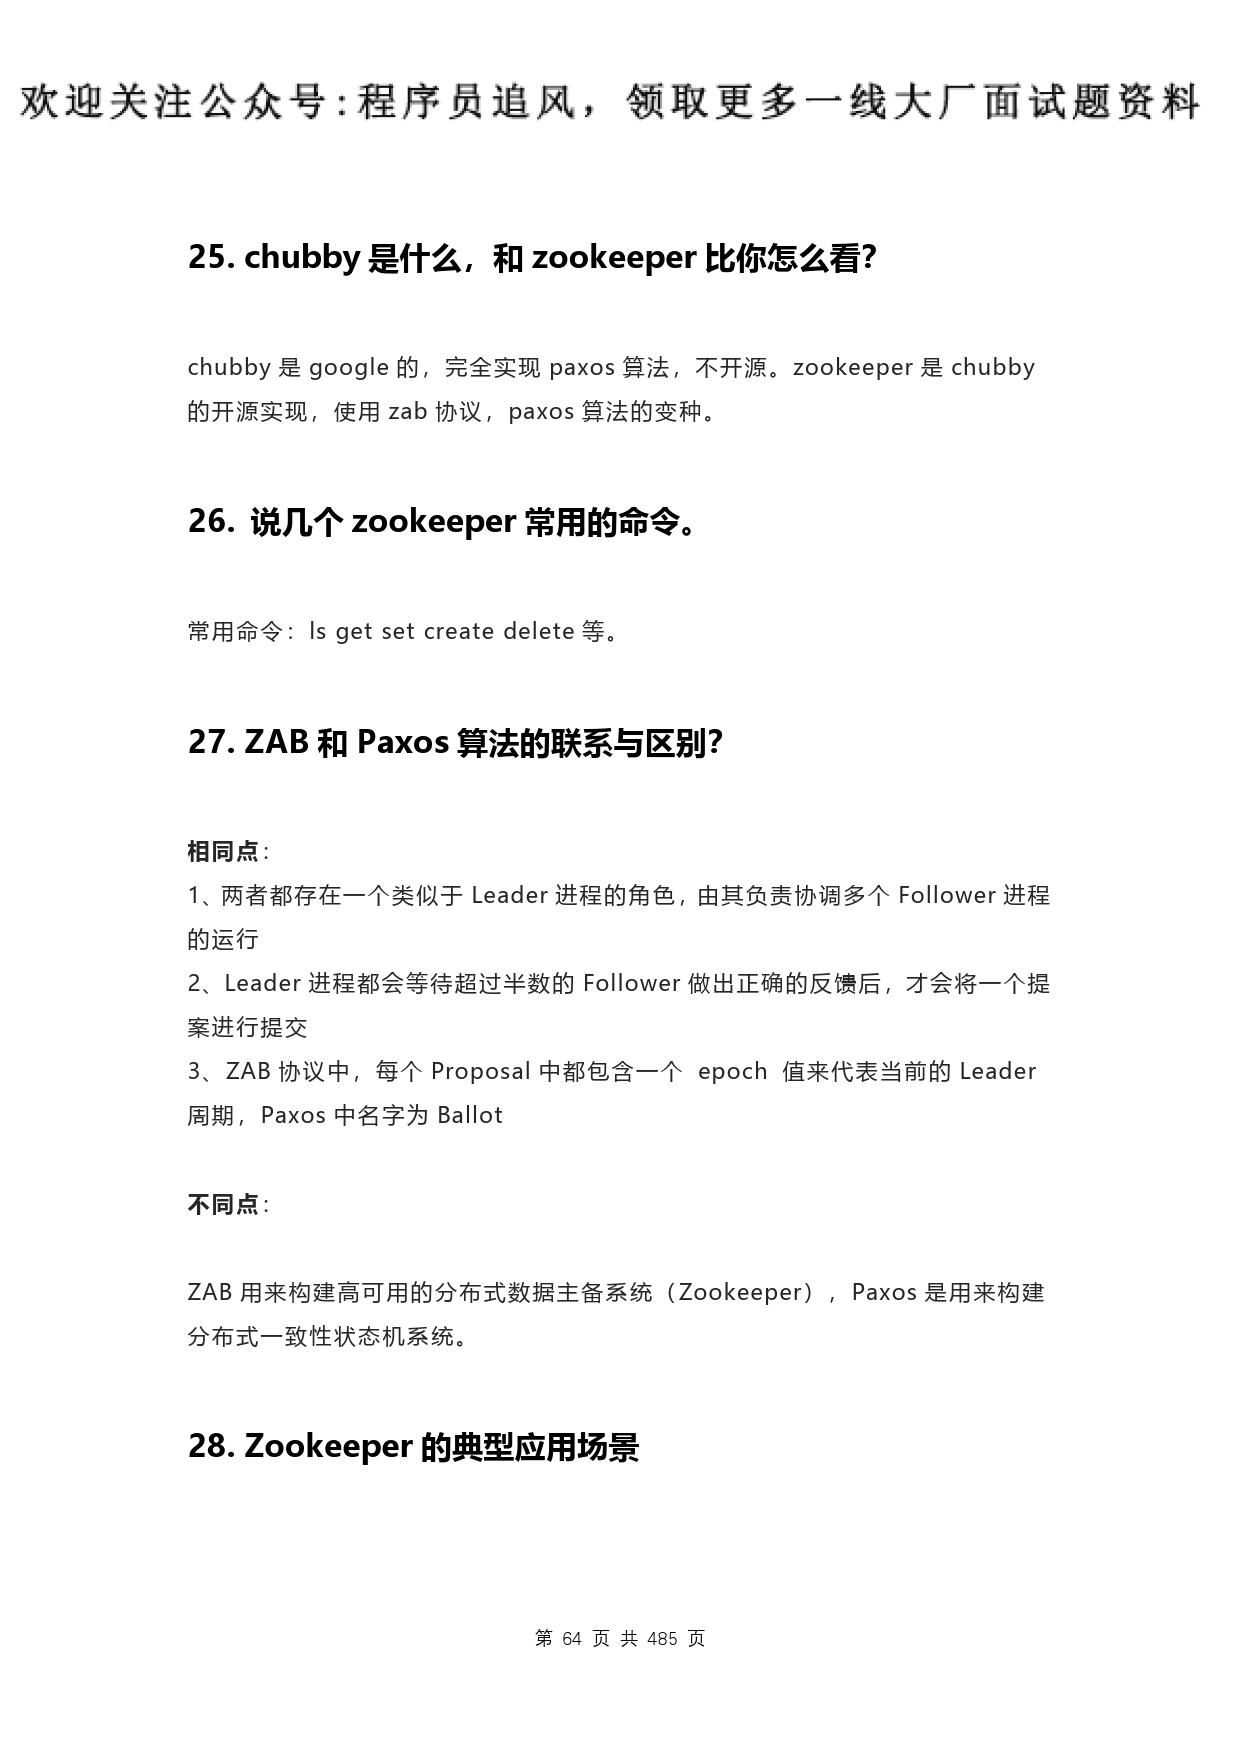 欢迎关注公众号:程序员追风，领取更多一线大厂面试题资料
25. chubby 是什么，和 zookeeper 比你怎么看？
chubby 是 google 的，完全实现 paxos 算法，不开源。zookeeper 是 chubby
的开源实现，使用 zab 协议，paxos 算法的变种。
26. 说几个 zookeeper 常用的命令。
常用命令：ls get set create delete 等。
27. ZAB 和 Paxos 算法的联系与区别？
相同点：
1、两者都存在一个类似于 Leader 进程的角色，由其负责协调多个 Follower 进程
的运行
2、Leader 进程都会等待超过半数的 Follower 做出正确的反馈后，才会将一个提
案进行提交
3、ZAB 协议中，每个 Proposal 中都包含一个 epoch 值来代表当前的 Leader
周期，Paxos 中名字为 Ballot
不同点：
ZAB 用来构建高可用的分布式数据主备系统（Zookeeper），Paxos 是用来构建
分布式一致性状态机系统。
28. Zookeeper 的典型应用场景
第 64 页 共 485 页